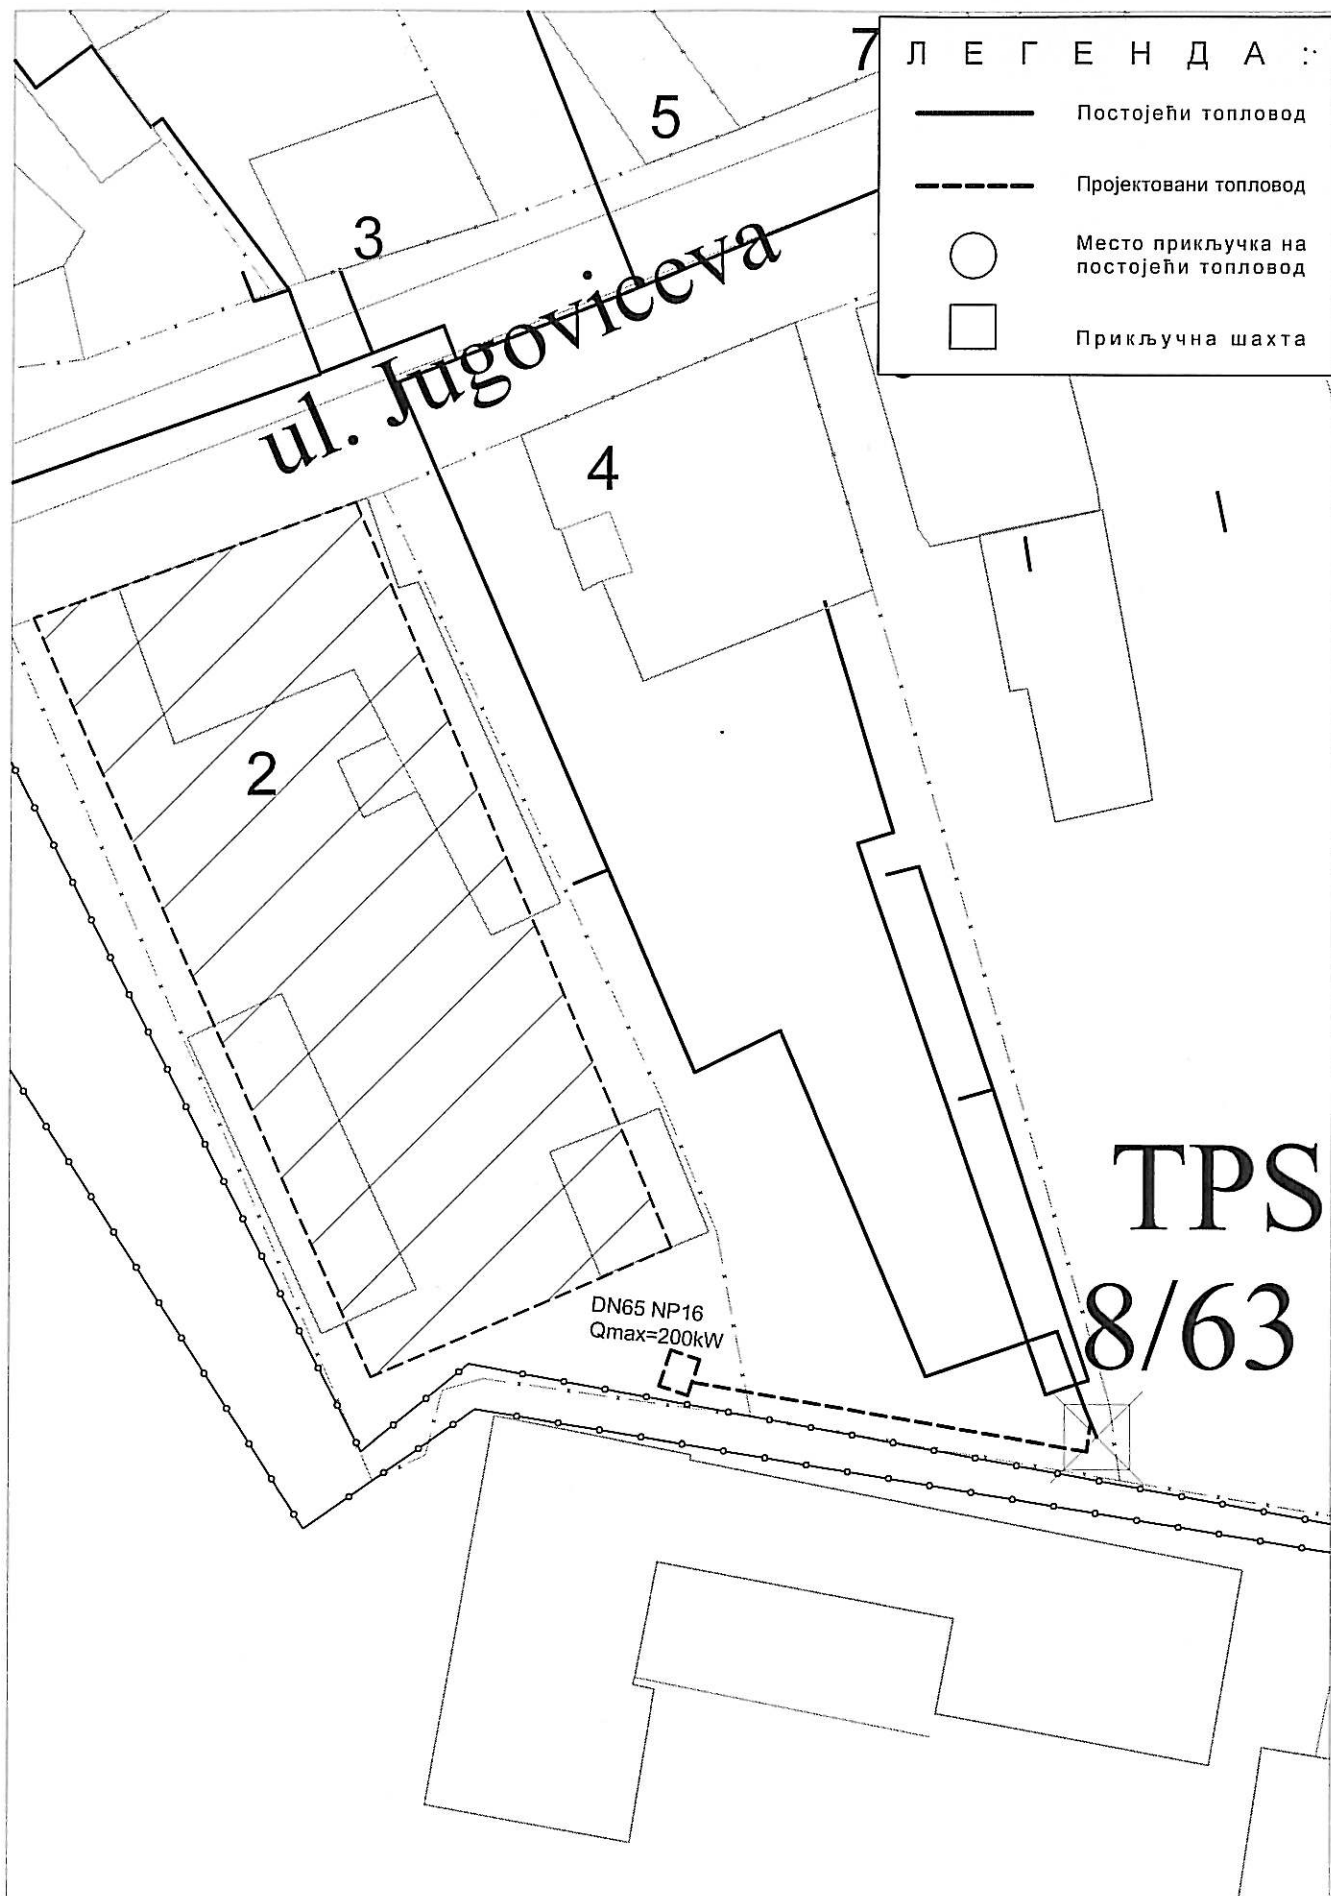 7
Л Е Г Е Н Д А :
Постојећи топловод
Пројектовани топловод
Место прикључка на
постојећи топловод
Прикључна шахта
5
3
ul. Jugoviceva
4
2
TPS
8/63
DN65 NP16
Qmax=200kW